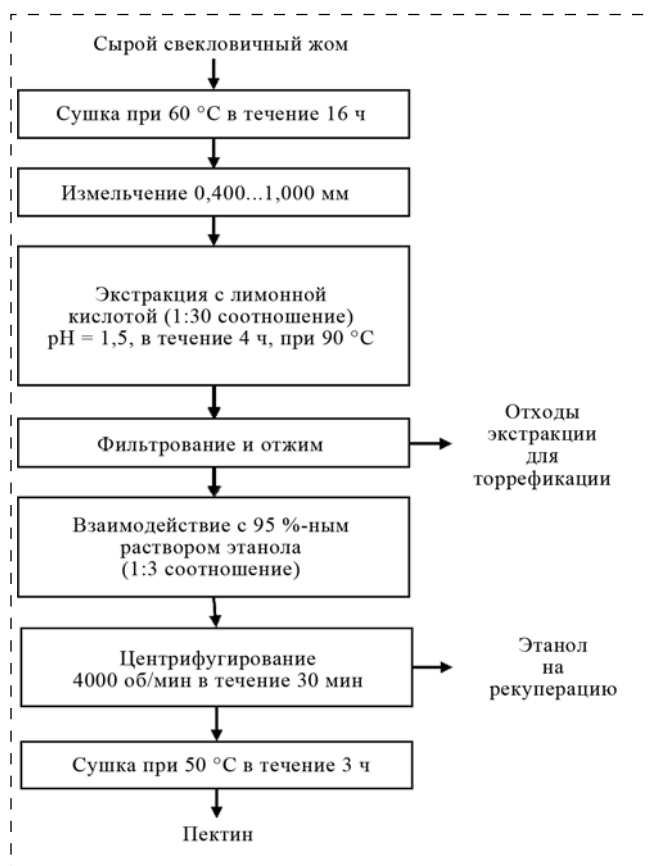 Сырой свекловичный жом
Сушка при 60 °C в течение 16 ч
Измельчение 0,400...1,000 мм
Экстракция с лимонной
кислотой (1:30 соотношение)
pH = 1,5, в течение 4 ч, при 90 °C
Фильтрование и отжим
Отходы
экстракции
для
торрефикации
Взаимодействие с 95 %-ным
раствором этанола
(1:3 соотношение)
Центрифугирование
4000 об/мин в течение 30 мин
Этанол
на
рекуперацию
Сушка при 50 °C в течение 3 ч
Пектин